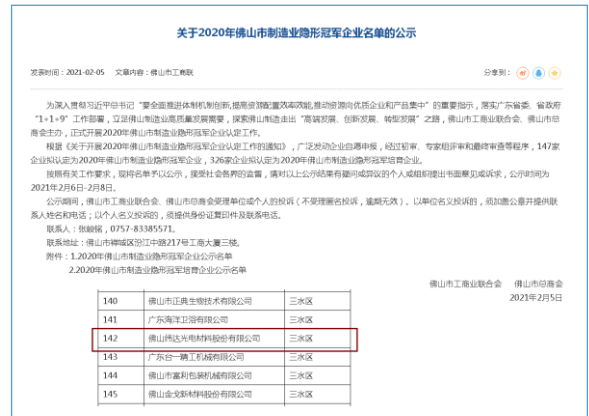 关于2020年佛山市制造业隐形冠军企业名单的公示
发表时间：2021-02-05 文章内容：佛山市工商联 分享到：
为深入贯彻习近平总书记“要全面推进体制机制创新,提高资源配置效率效能,推动资源向优质企业和产品集中”的重要指示，落实广东省委、省政府
“1+1+9”工作部署，立足佛山制造业高质量发展需要，探索佛山制造走出“高端发展、创新发展、转型发展”之路，佛山市工商业联合会、佛山市总
商会主办，正式开展2020年佛山市制造业隐形冠军企业认定工作。
根据《关于开展2020年佛山市制造业隐形冠军企业认定工作的通知》，广泛发动企业自愿申报，经过初审、专家组评审和最终审查等程序，147家
企业拟认定为2020年佛山市制造业隐形冠军企业，326家企业拟认定为2020年佛山市制造业隐形冠军培育企业。
按照有关工作要求，现将名单予以公示，接受社会各界的监督，请对以上公示结果有疑问或异议的个人或组织提出书面意见或诉求，公示时间为
2021年2月6日-2月8日。
公示期间，佛山市工商联合会、佛山市总商会受理单位或个人的投诉（不受理匿名投诉，逾期无效）。以单位名义投诉的，须加盖公章并提供联
系人姓名和电话；以个人名义投诉的，须提供身份证复印件及联系电话。
联系人：张峻铭，0757-83385571。
联系地址：佛山市禅城区汾江中路217号工商大厦三楼。
附件：1.2020年佛山市制造业隐形冠军企业公示名单
2.2020年佛山市制造业隐形冠军培育企业公示名单
佛山市工商业联合会 佛山市总商会
2021年2月5日
140 佛山市正典生物技术有限公司 三水区
141 广东海洋卫浴有限公司 三水区
142 佛山纬达光电材料股份有限公司 三水区
143 广东台一精工机械有限公司 三水区
144 佛山市富利包装机械有限公司 三水区
145 佛山金戈新材料股份有限公司 三水区